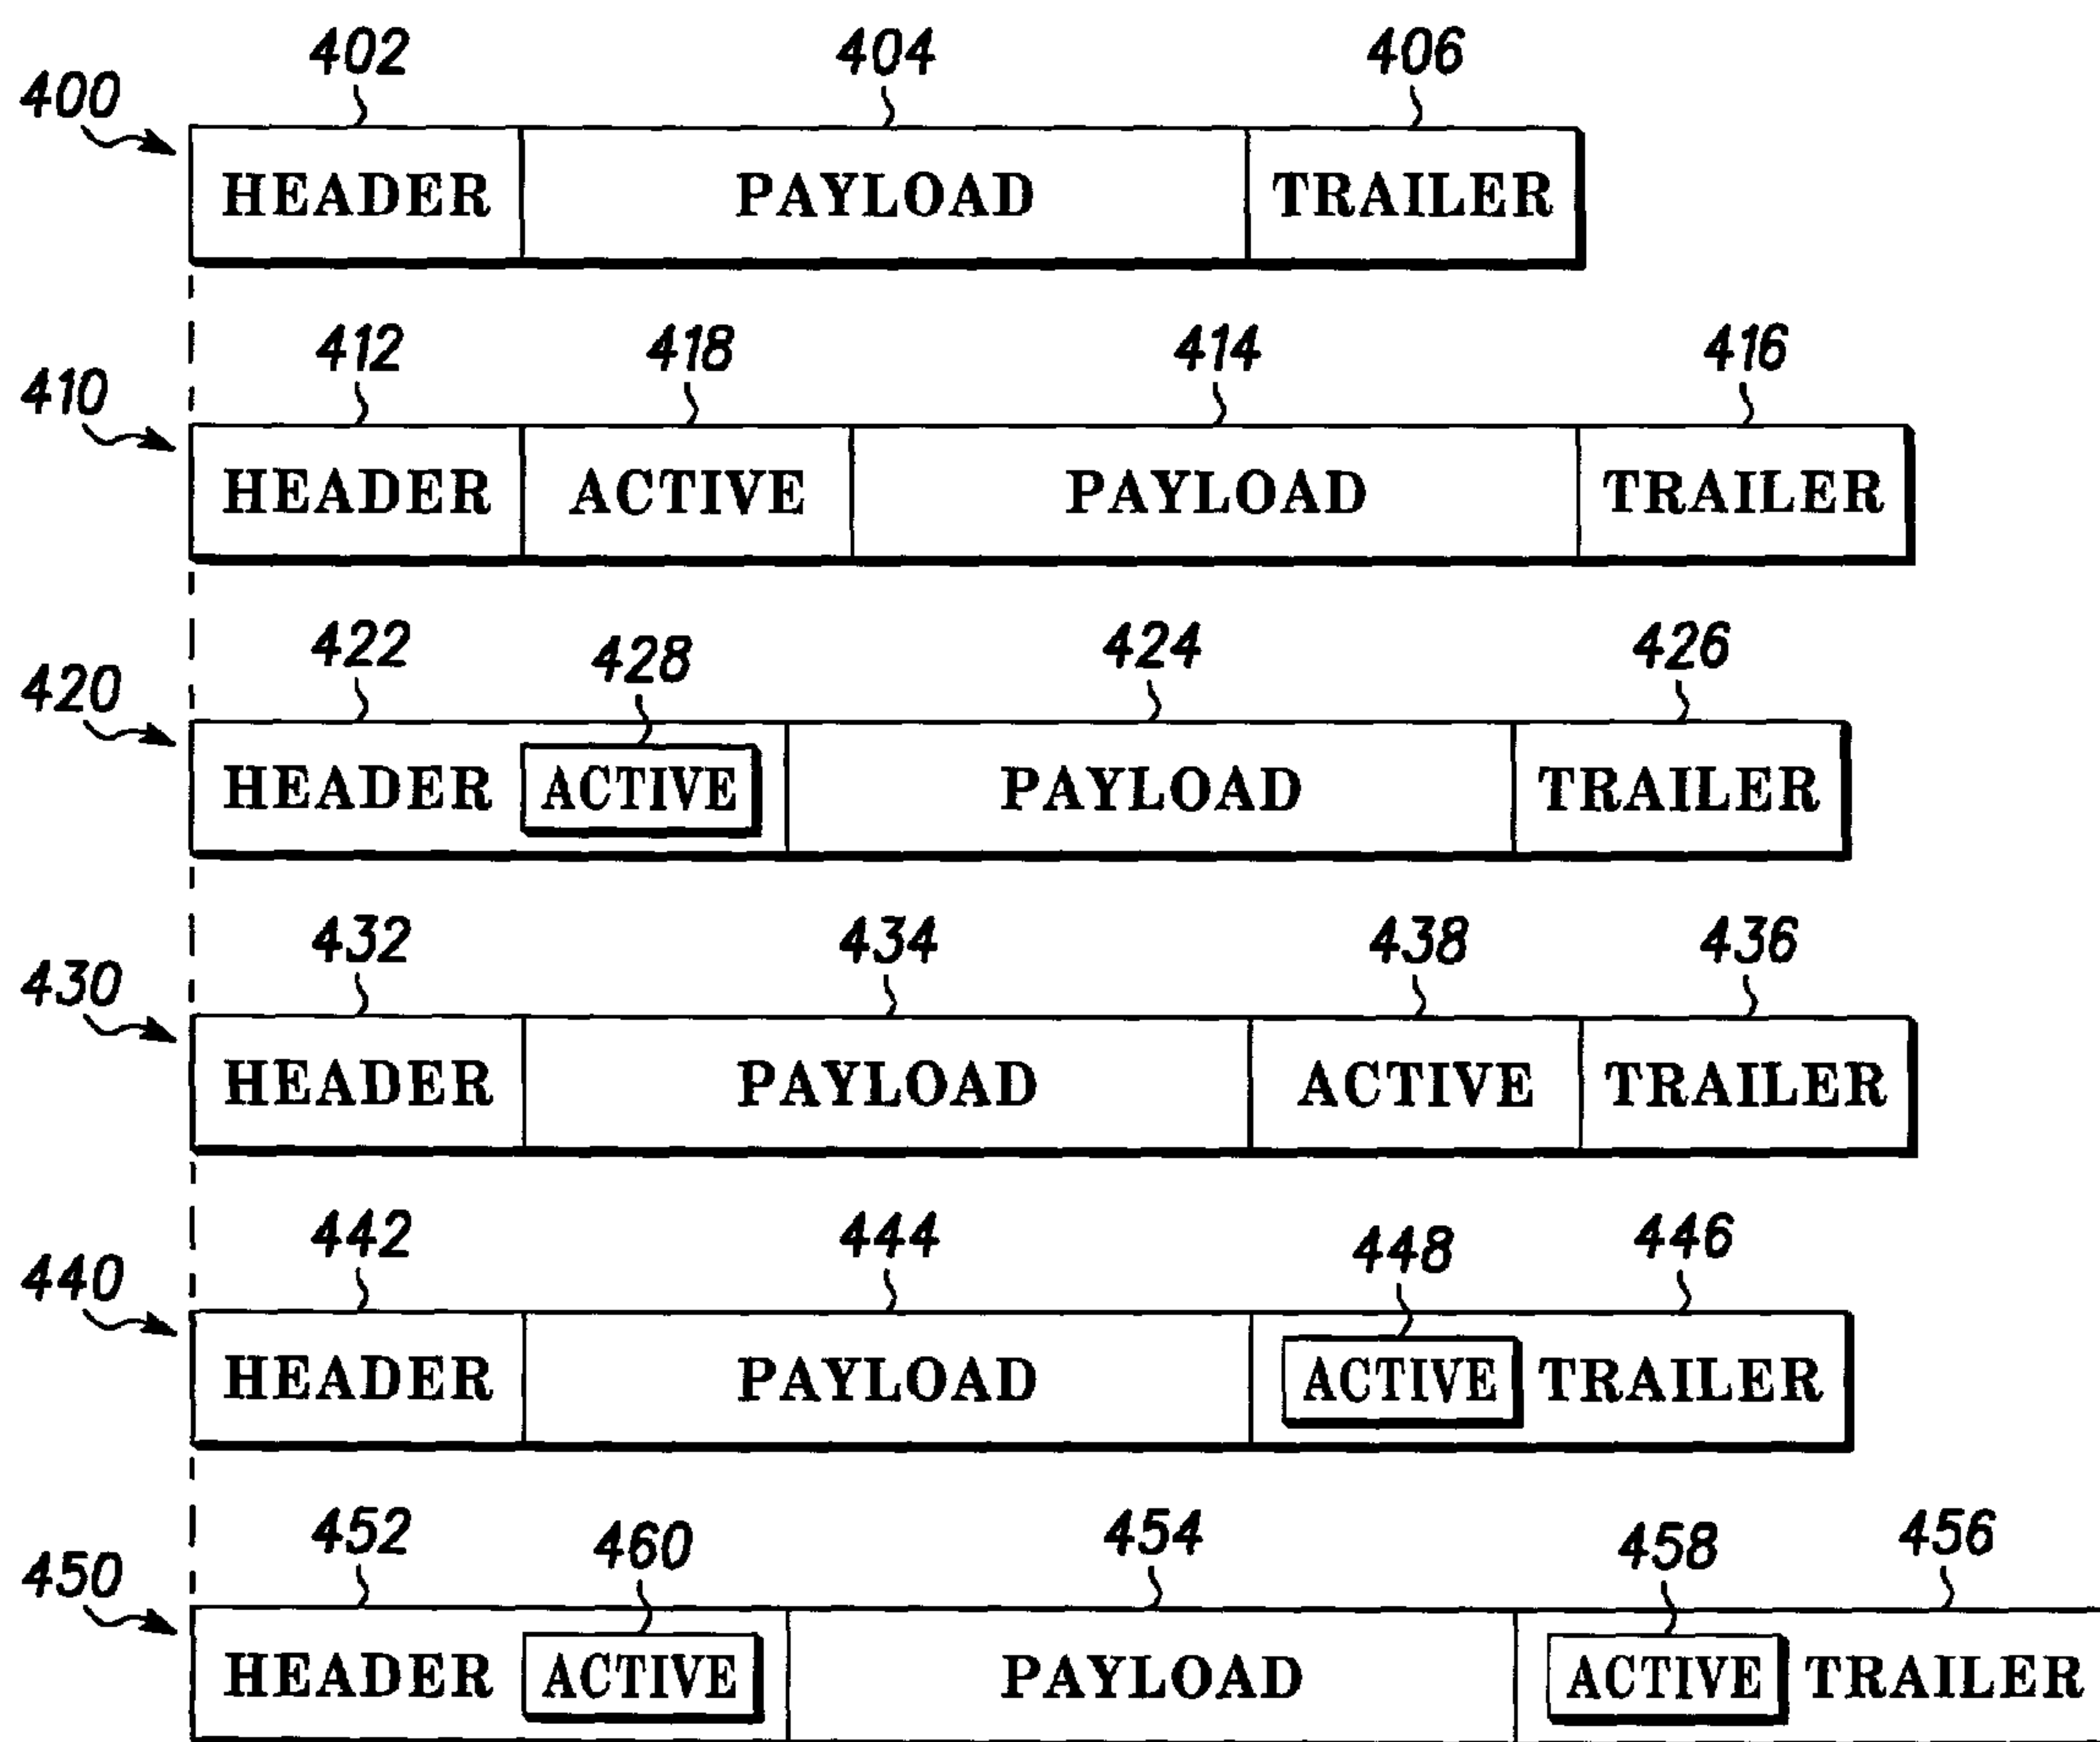 402 404 406
400
HEADER PAYLOAD TRAILER
412 418 414 416
410
HEADER ACTIVE PAYLOAD TRAILER
422 428 424 426
420
HEADER ACTIVE PAYLOAD TRAILER
432 434 438 436
430
HEADER PAYLOAD ACTIVE TRAILER
442 444 448 446
440
HEADER PAYLOAD ACTIVE TRAILER
452 460 454 458 456
450
HEADER ACTIVE PAYLOAD ACTIVE TRAILER